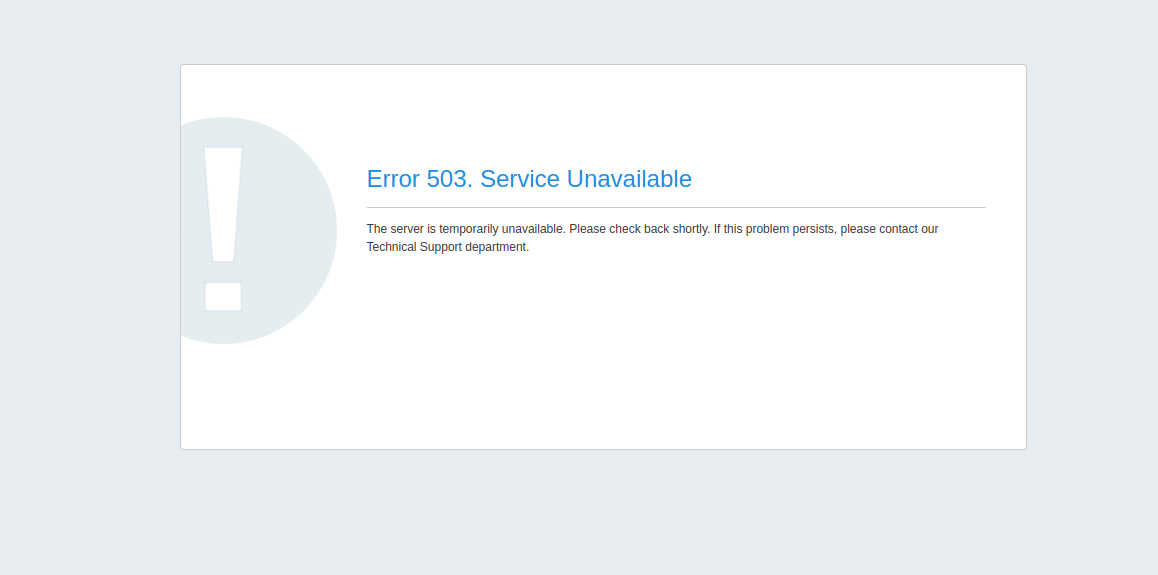 Error 503. Service Unavailable
The server is temporarily unavailable. Please check back shortly. If this problem persists, please contact our
Technical Support department.